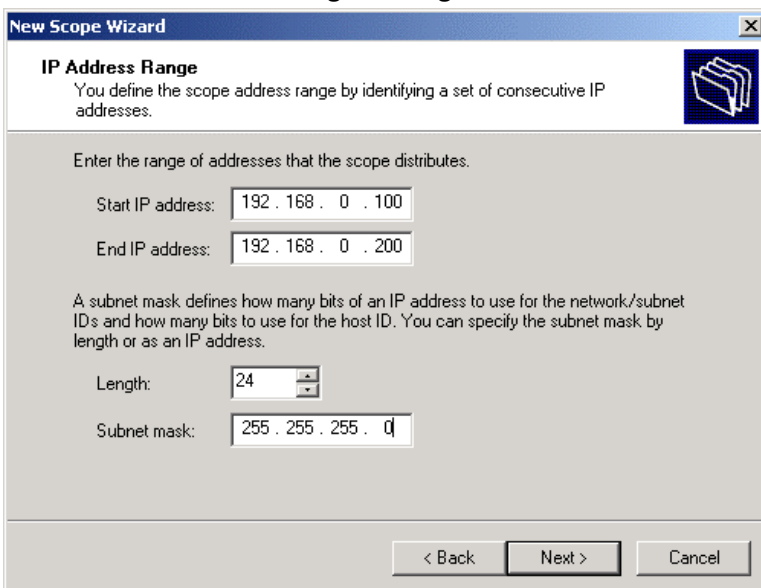 New Scope Wizard
IP Address Range
You define the scope address range by identifying a set of consecutive IP
addresses.
Enter the range of addresses that the scope distributes.
Start IP address: 192 . 168 . 0 . 100
End IP address: 192 . 168 . 0 . 200
A subnet mask defines how many bits of an IP address to use for the network/subnet
IDs and how many bits to use for the host ID. You can specify the subnet mask by
length or as an IP address.
Length: 24
Subnet mask: 255 . 255 . 255 . 0
< Back Next > Cancel